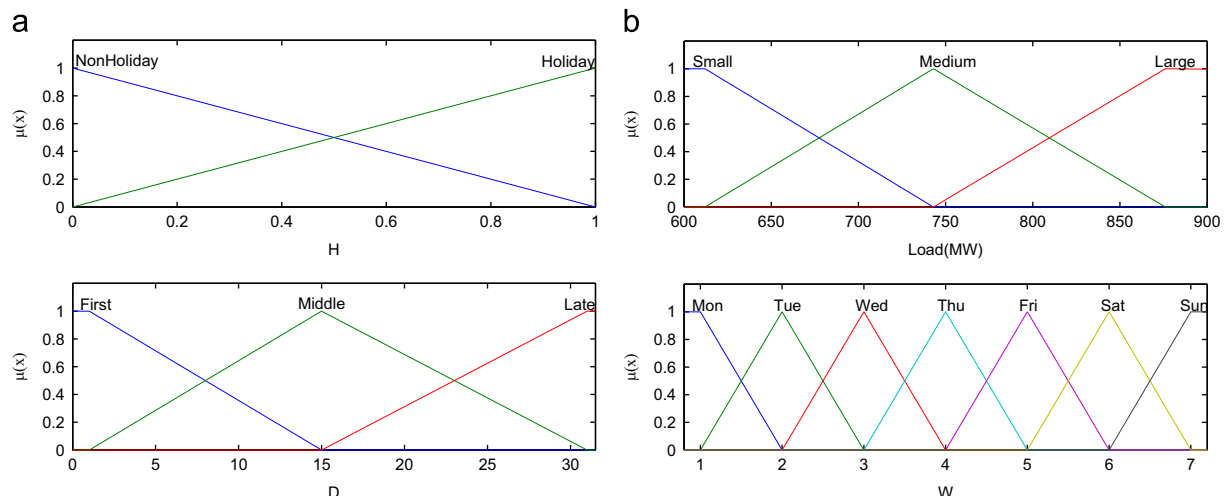 a
NonHoliday Holiday
1
0.8
0.6
0.4
0.2
0
μ(x)
0.2 0.4 0.6 0.8 1
H
b
Small Medium Large
1
0.8
0.6
0.4
0.2
0
μ(x)
600 650 700 750 800 850 900
Load(MW)
First Middle Late
1
0.8
0.6
0.4
0.2
0
μ(x)
0 5 10 15 20 25 30
D
Mon Tue Wed Thu Fri Sat Sun
1
0.8
0.6
0.4
0.2
0
μ(x)
1 2 3 4 5 6 7
W